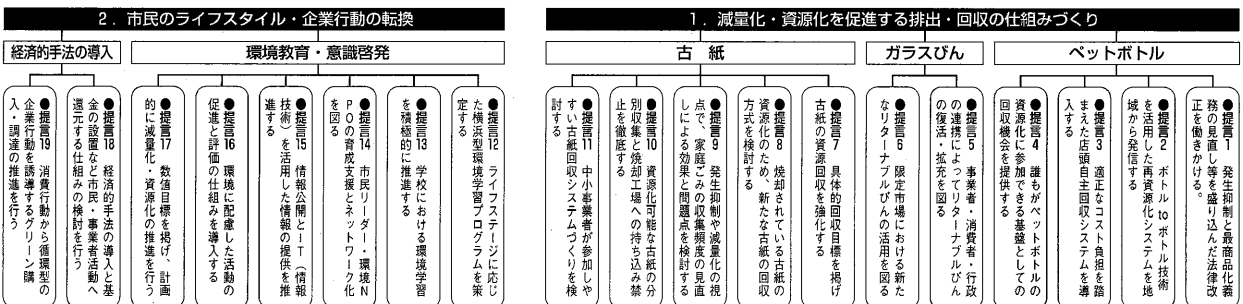 1．減量化・資源化を促進する排出・回収の仕組みづくり
ペットボトル
●提言1　発生抑制と最商品化義
務の見直し等を盛り込んだ法律改
正を働きかける。
●提言2　ボトル to ボトル技術
を活用した再資源化システムを地
域から発信する
●提言3　適正なコスト負担を踏
まえた店頭自主回収システムを導
入する
●提言4　誰もがペットボトルの
資源化に参加できる基盤としての
回収機会を提供する
ガラスびん
●提言5　事業者・消費者・行政
の連携によってリターナブルびん
の復活・拡充を図る
●提言6　限定市場における新た
なリターナブルびんの活用を図る
古紙
●提言7　具体的回収目標を掲げ
古紙の資源回収を強化する
●提言8　焼却されている古紙の
資源化のため、新たな古紙の回収
方式を検討する
●提言9　発生抑制や減量化の視
点で、家庭ごみの収集頻度の見直
しによる効果と問題点を検討する
●提言10　資源化可能な古紙の分
別収集と焼却工場への持ち込み禁
止を徹底する
●提言11　中小事業者が参加しや
すい古紙回収システムづくりを検
討する
2．市民のライフスタイル・企業行動の転換
環境教育・意識啓発
●提言12　ライフステージに応じ
た横浜型環境学習プログラムを策
定する
●提言13　学校における環境学習
を積極的に推進する
●提言14　市民リーダー・環境N
POの育成支援とネットワーク化
を図る
●提言15　情報公開とIT（情報
技術）を活用した情報の提供を推
進する
●提言16　環境に配慮した活動の
促進と評価の仕組みを導入する
●提言17　数値目標を掲げ、計画
的に減量化・資源化の推進を行う
経済的手法の導入
●提言18　経済的手法の導入と基
金の設置など市民・事業者活動へ
還元する仕組みの検討を行う
●提言19　消費行動から循環型の
企業行動を誘導するグリーン購
入・調達の推進を行う